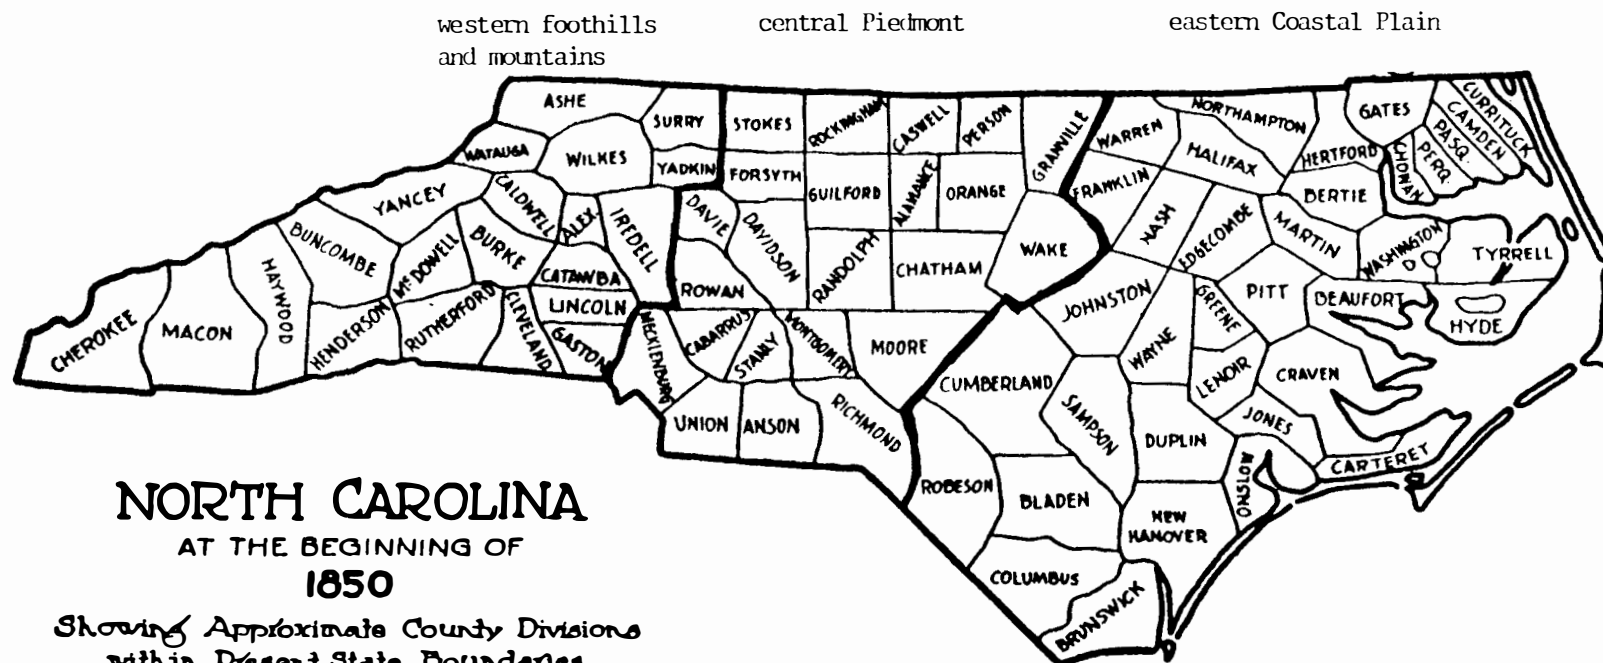 western foothills
and mountains
central Piedmont
eastern Coastal Plain
ASHE
SURRY
STOKES
ROCKINGHAM
CASWELL
PERSON
GRANVILLE
WARREN
NORTHAMPTON
GATES
CURRITUCK
CAMDEN
PASQ.
PERQ.
CHOWAN
HERTFORD
HALIFAX
WATAUGA
WILKES
YADKIN
FORSYTH
GUILFORD
ALAMANCE
ORANGE
FRANKLIN
BERTIE
YANCEY
CALDWELL
ALEX.
IREDELL
DAVIE
DAVIDSON
RANDOLPH
CHATHAM
WAKE
NASH
EDGECOMBE
MARTIN
WASHINGTON
TYRRELL
BUNCOMBE
McDOWELL
BURKE
CATAWBA
ROWAN
HAYWOOD
LINCOLN
JOHNSTON
GREENE
PITT
BEAUFORT
HYDE
CHEROKEE
MACON
HENDERSON
RUTHERFORD
CLEVELAND
GASTON
MECKLENBURG
CABARRUS
STANLY
MONTGOMERY
MOORE
WAYNE
LENOIR
CRAVEN
CUMBERLAND
SAMPSON
JONES
UNION
ANSON
RICHMOND
DUPLIN
CARTERET
ONSLOW
ROBESON
BLADEN
NEW
HANOVER
COLUMBUS
BRUNSWICK
NORTH CAROLINA
AT THE BEGINNING OF
1850
Showing Approximate County Divisions
within Present State Boundaries